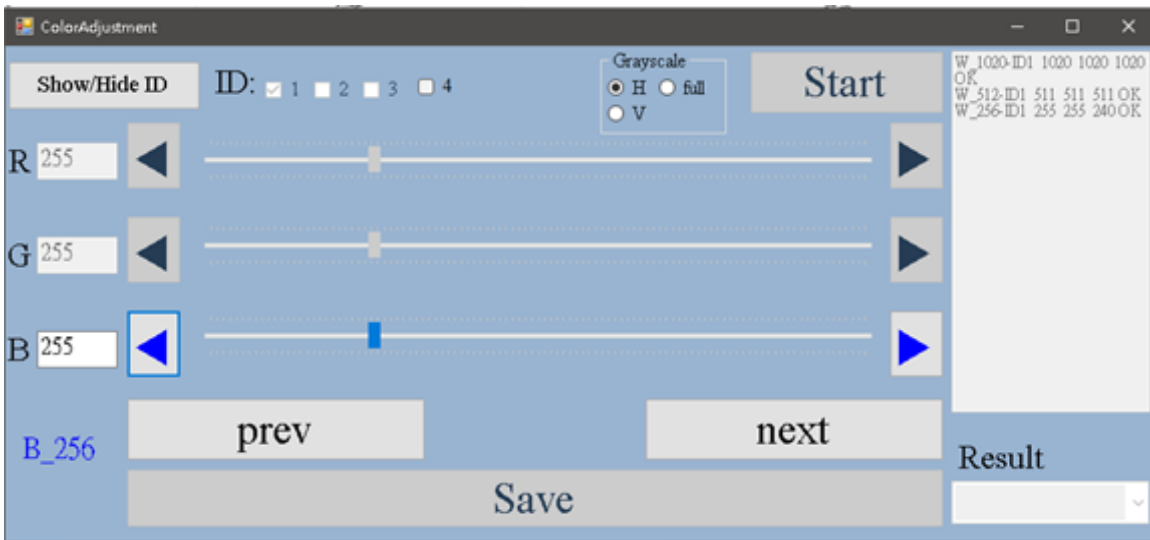 ColorAdjustment
Show/Hide ID
ID: 1 2 3 4
Grayscale
H full
V
Start
W_1020-ID1 1020 1020 1020
OK
W_512-ID1 511 511 511 OK
W_256-ID1 255 255 240 OK
R 255
G 255
B 255
B_256
prev
next
Save
Result